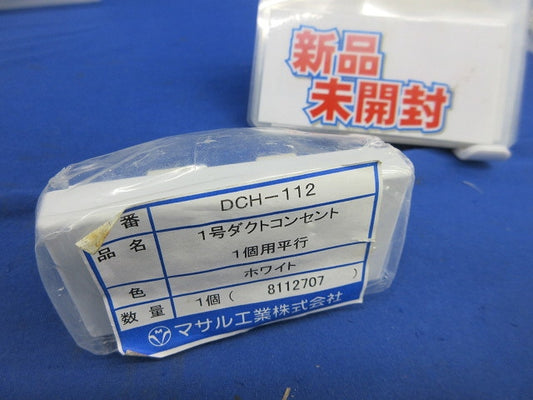 新品
未開封
番 DCH-112
品名 1号ダクトコンセント
1個用平行
色 ホワイト
数量 1個( 8112707 )
マサル工業株式会社